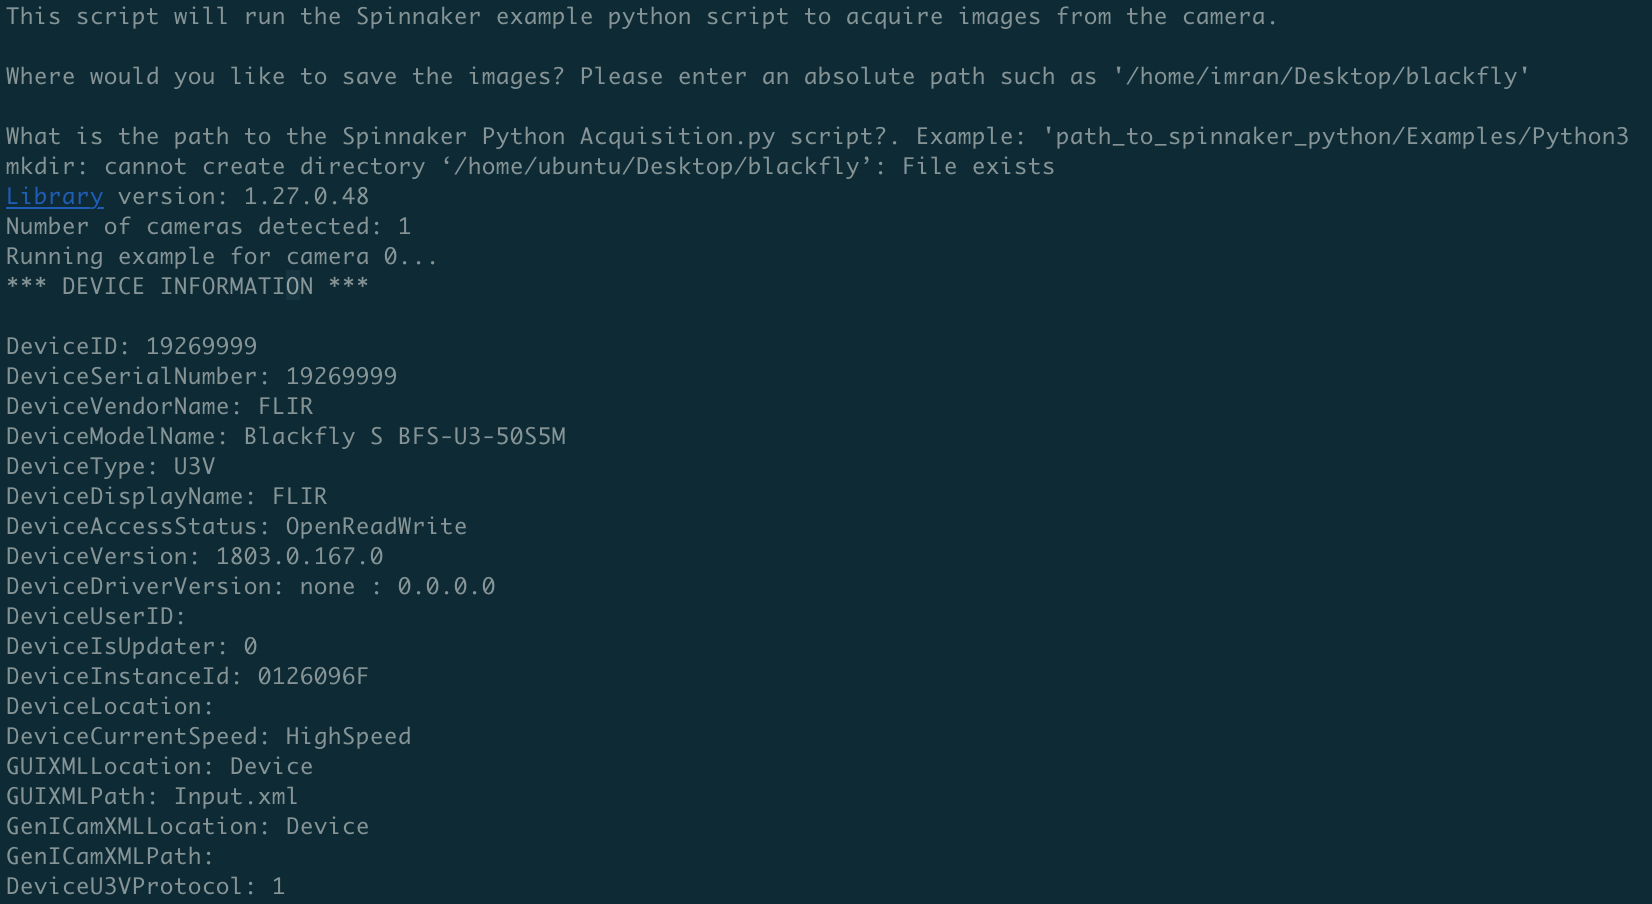 This script will run the Spinnaker example python script to acquire images from the camera.
Where would you like to save the images? Please enter an absolute path such as '/home/imran/Desktop/blackfly'
What is the path to the Spinnaker Python Acquisition.py script?. Example: 'path_to_spinnaker_python/Examples/Python3
mkdir: cannot create directory ‘/home/ubuntu/Desktop/blackfly’: File exists
Library version: 1.27.0.48
Number of cameras detected: 1
Running example for camera 0...
*** DEVICE INFORMATION ***
DeviceID: 19269999
DeviceSerialNumber: 19269999
DeviceVendorName: FLIR
DeviceModelName: Blackfly S BFS-U3-50S5M
DeviceType: U3V
DeviceDisplayName: FLIR
DeviceAccessStatus: OpenReadWrite
DeviceVersion: 1803.0.167.0
DeviceDriverVersion: none : 0.0.0.0
DeviceUserID:
DeviceIsUpdater: 0
DeviceInstanceId: 0126096F
DeviceLocation:
DeviceCurrentSpeed: HighSpeed
GUIXMLLocation: Device
GUIXMLPath: Input.xml
GenICamXMLLocation: Device
GenICamXMLPath:
DeviceU3VProtocol: 1